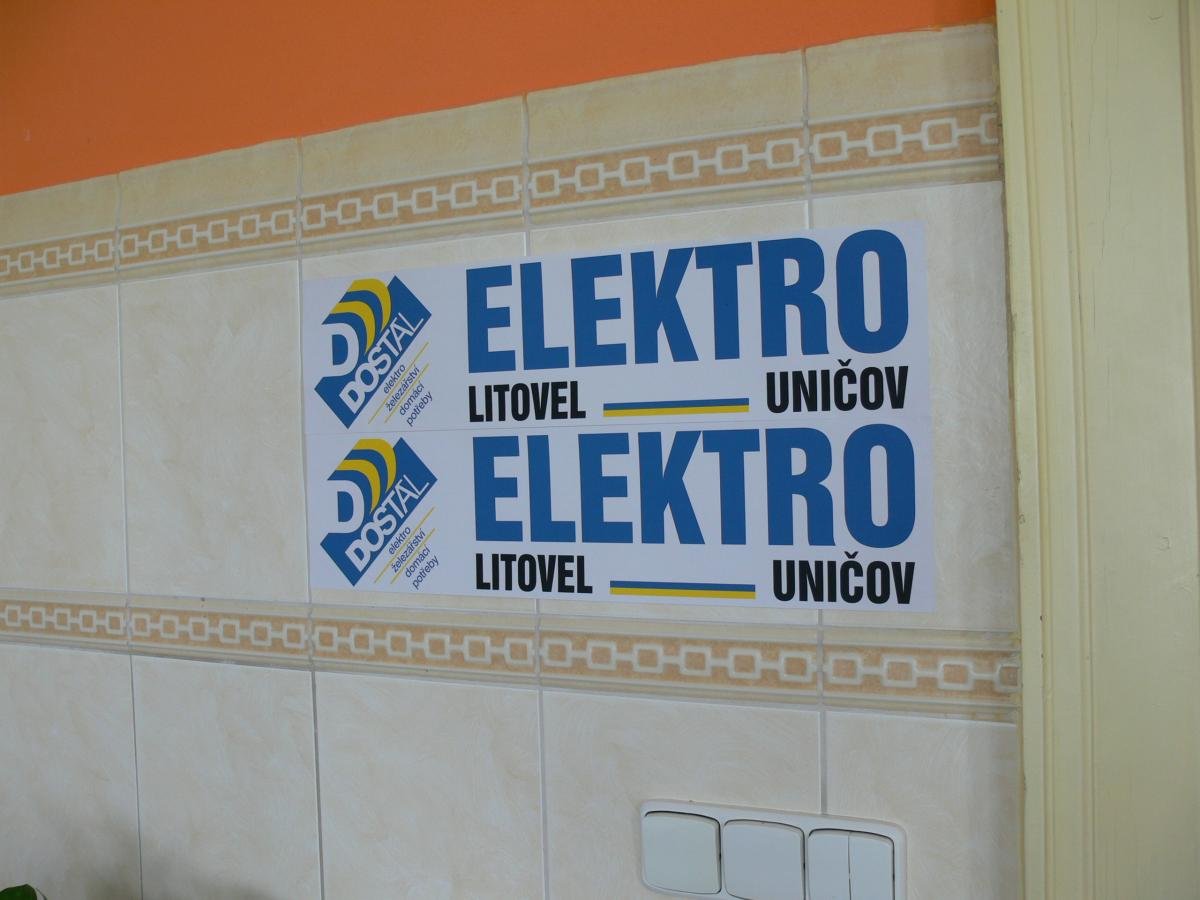 D
DOSTÁL
elektro
železářství
domácí
potřeby
ELEKTRO
LITOVEL UNIČOV
D
DOSTÁL
elektro
železářství
domácí
potřeby
ELEKTRO
LITOVEL UNIČOV